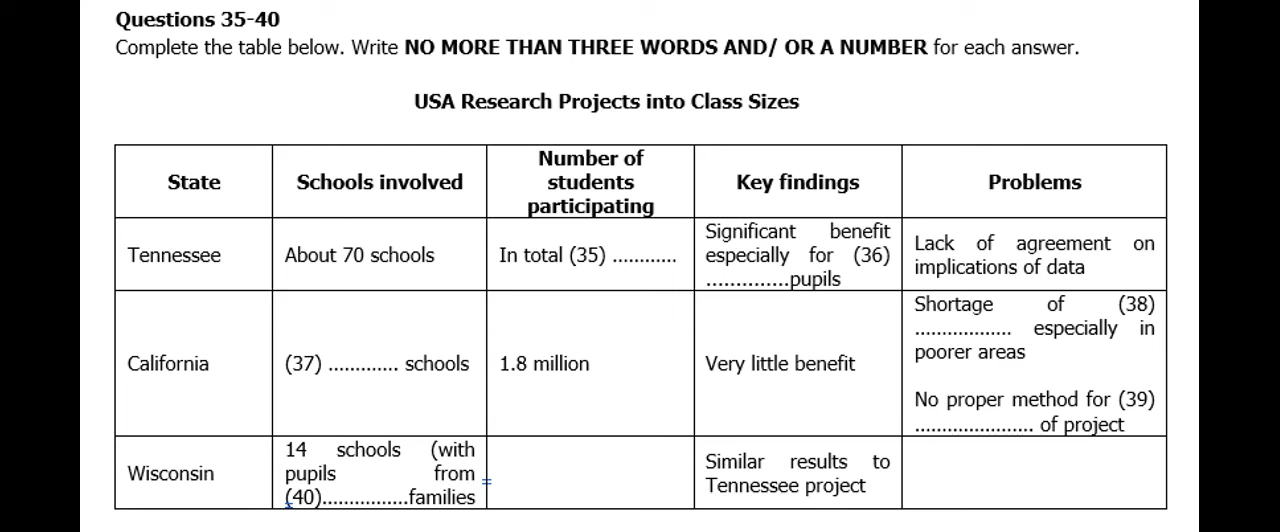 Questions 35-40
Complete the table below. Write NO MORE THAN THREE WORDS AND/ OR A NUMBER for each answer.
USA Research Projects into Class Sizes
State
Schools involved
Number of
students
participating
Key findings
Problems
Tennessee
About 70 schools
In total (35) ............
Significant benefit
especially for (36)
...............pupils
Lack of agreement on
implications of data
California
(37) ............. schools
1.8 million
Very little benefit
Shortage of (38)
.................. especially in
poorer areas
No proper method for (39)
...................... of project
Wisconsin
14 schools (with
pupils from
(40)................families
Similar results to
Tennessee project